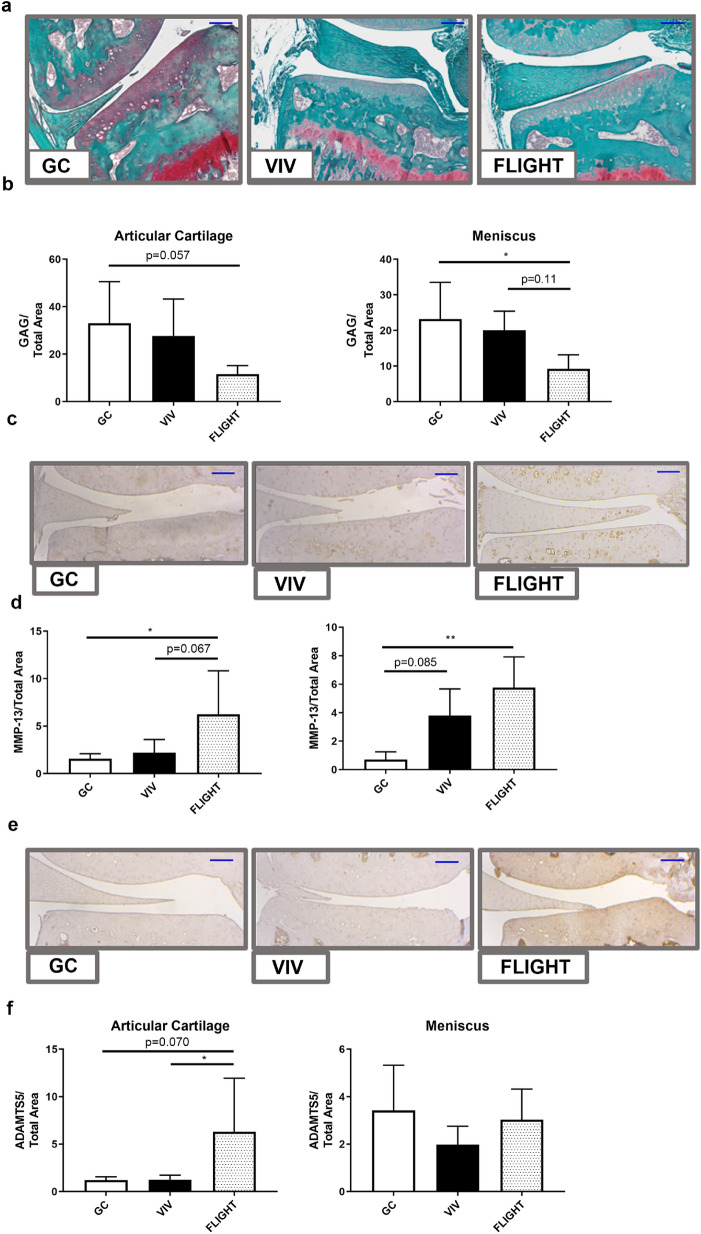 a
GC
VIV
FLIGHT
b
Articular Cartilage
p=0.057
GAG/
Total Area
60
40
20
0
GC
VIV
FLIGHT
Meniscus
*
p=0.11
GAG/
Total Area
40
30
20
10
0
GC
VIV
FLIGHT
c
GC
VIV
FLIGHT
d
*
p=0.067
MMP-13/Total Area
15
10
5
0
GC
VIV
FLIGHT
**
p=0.085
MMP-13/Total Area
10
8
6
4
2
0
GC
VIV
FLIGHT
e
GC
VIV
FLIGHT
f
Articular Cartilage
p=0.070
*
ADAMTS5/
Total Area
15
10
5
0
GC
VIV
FLIGHT
Meniscus
ADAMTS5/
Total Area
6
4
2
0
GC
VIV
FLIGHT